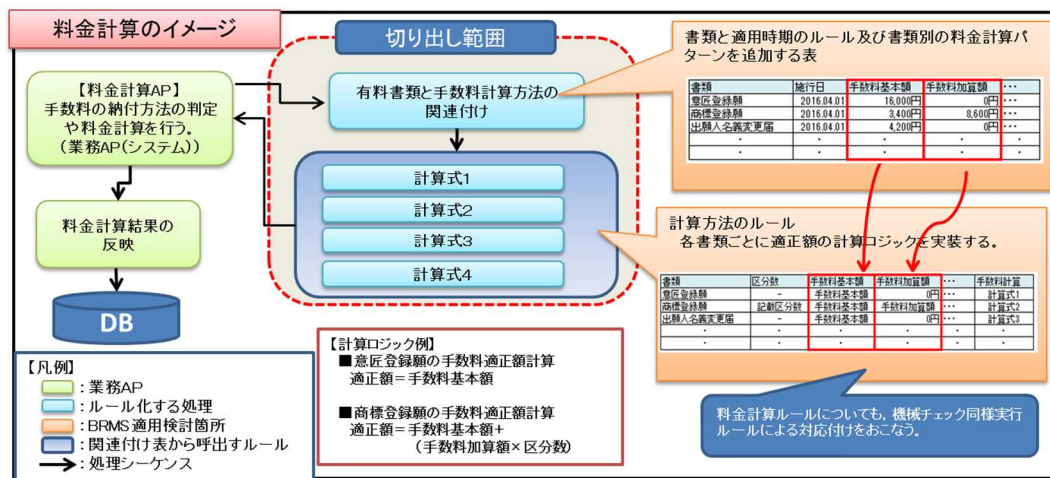 料金計算のイメージ
切り出し範囲
【料金計算AP】
手数料の納付方法の判定
や料金計算を行う。
(業務AP(システム))
料金計算結果の
反映
DB
有料書類と手数料計算方法の
関連付け
計算式1
計算式2
計算式3
計算式4
書類と適用時期のルール及び書類別の料金計算パ
ターンを追加する表
書類 施行日 手数料基本額 手数料加算額 ・・・
意匠登録願 2016.04.01 16,000円 0円 ・・・
商標登録願 2016.04.01 3,400円 8,600円 ・・・
出願人名義変更届 2016.04.01 4,200円 0円 ・・・
・ ・ ・ ・ ・
・ ・ ・ ・ ・
計算方法のルール
各書類ごとに適正額の計算ロジックを実装する。
書類 区分数 手数料基本額 手数料加算額 ・・・ 手数料計算
意匠登録願 - 手数料基本額 0円 ・・・ 計算式1
商標登録願 記載区分数 手数料基本額 手数料加算額 ・・・ 計算式2
出願人名義変更届 - 手数料基本額 0円 ・・・ 計算式3
・ ・ ・ ・ ・ ・
・ ・ ・ ・ ・ ・
料金計算ルールについても,機械チェック同様実行
ルールによる対応付けをおこなう。
【凡例】
:業務AP
:ルール化する処理
:BRMS適用検討箇所
:関連付け表から呼出すルール
:処理シーケンス
【計算ロジック例】
■意匠登録願の手数料適正額計算
適正額=手数料基本額
■商標登録願の手数料適正額計算
適正額=手数料基本額+
(手数料加算額×区分数)